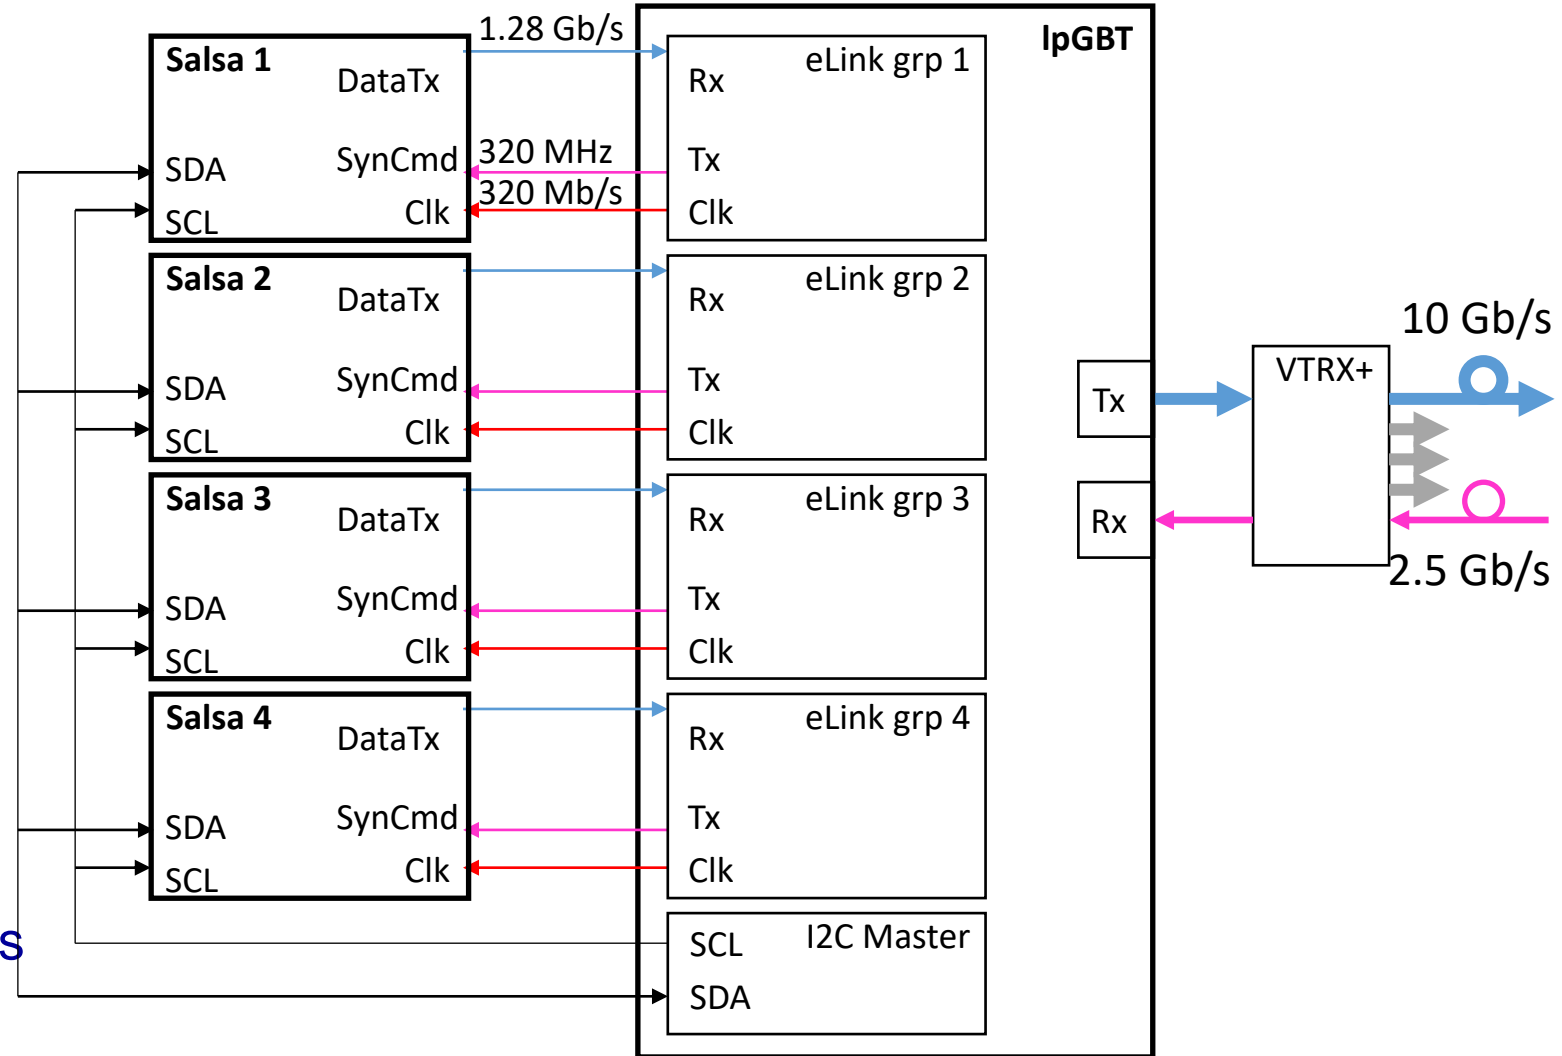 1.28 Gb/s
lpGBT
Salsa 1
DataTx
SDA
SynCmd
SCL
Clk
320 MHz
320 Mb/s
eLink grp 1
Rx
Tx
Clk
Salsa 2
DataTx
SDA
SynCmd
SCL
Clk
eLink grp 2
Rx
Tx
Clk
Salsa 3
DataTx
SDA
SynCmd
SCL
Clk
eLink grp 3
Rx
Tx
Clk
Salsa 4
DataTx
SDA
SynCmd
SCL
Clk
eLink grp 4
Rx
Tx
Clk
s
SCL
I2C Master
SDA
Tx
Rx
VTRX+
10 Gb/s
2.5 Gb/s